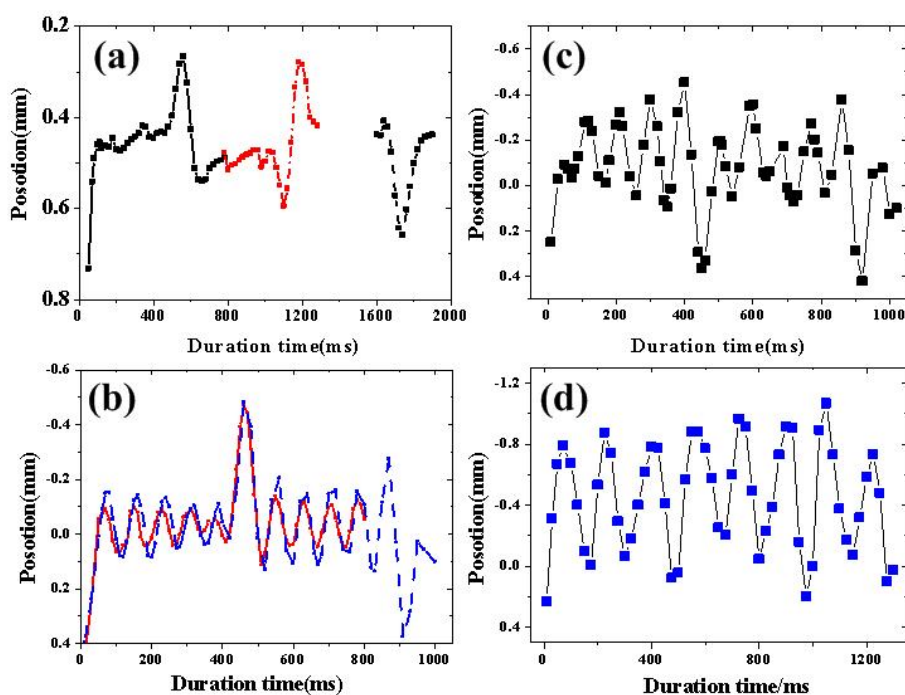 (a)
Posotion(mm)
0.2
0.4
0.6
0.8
0 400 800 1200 1600 2000
Duration time(ms)
(c)
Posotion(mm)
-0.6
-0.4
-0.2
0.0
0.2
0.4
0 200 400 600 800 1000
Duration time(ms)
(b)
Posotion(mm)
-0.6
-0.4
-0.2
0.0
0.2
0.4
0 200 400 600 800 1000
Duration time(ms)
(d)
Posotion(mm)
-1.2
-0.8
-0.4
0.0
0.4
0 400 800 1200
Duration time/ms